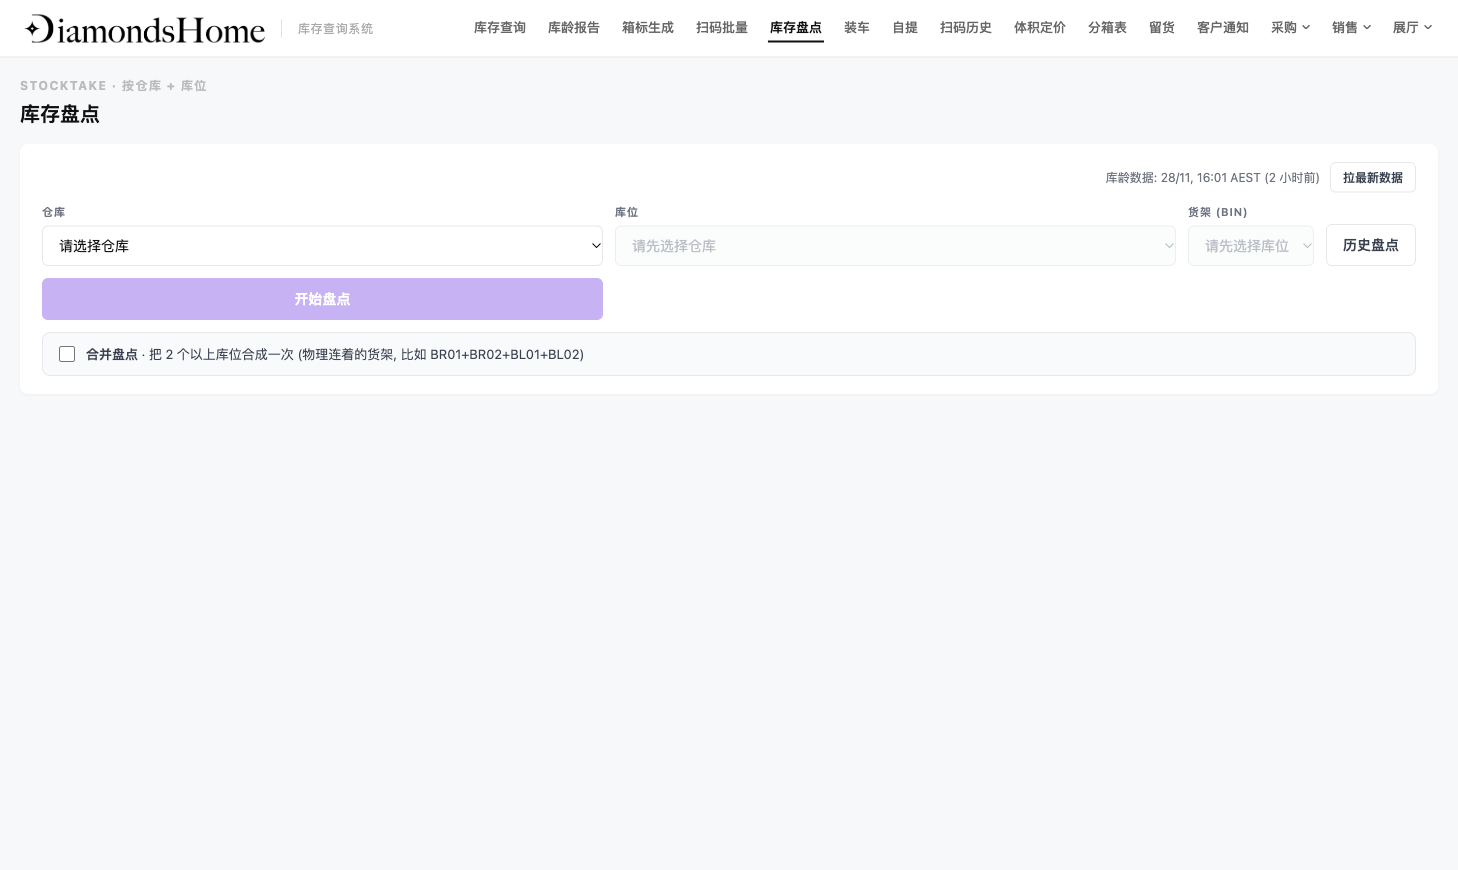 DiamondsHome 库存查询系统 库存查询 库龄报告 箱标生成 扫码批量 库存盘点 装车 自提 扫码历史 体积定价 分箱表 留货 客户通知 采购 销售 展厅
STOCKTAKE · 按仓库 + 库位
库存盘点
库龄数据: 28/11, 16:01 AEST (2 小时前) 拉最新数据
仓库 库位 货架 (BIN)
请选择仓库 请先选择仓库 请先选择库位 历史盘点
开始盘点
合并盘点 · 把 2 个以上库位合成一次 (物理连着的货架, 比如 BR01+BR02+BL01+BL02)